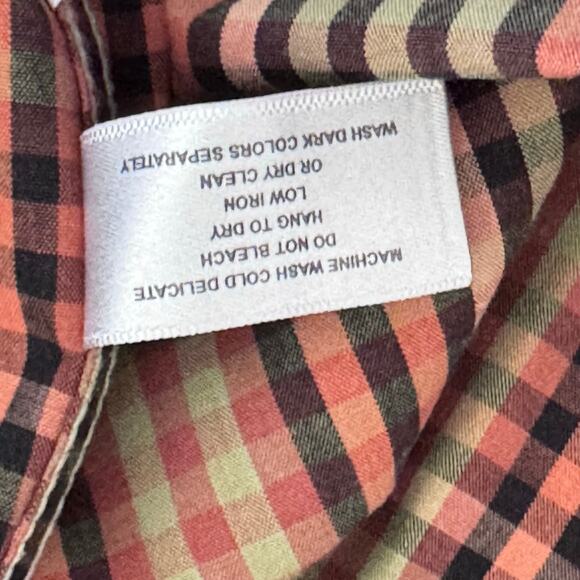 MACHINE WASH COLD DELICATE
DO NOT BLEACH
HANG TO DRY
LOW IRON
OR DRY CLEAN
WASH DARK COLORS SEPARATELY